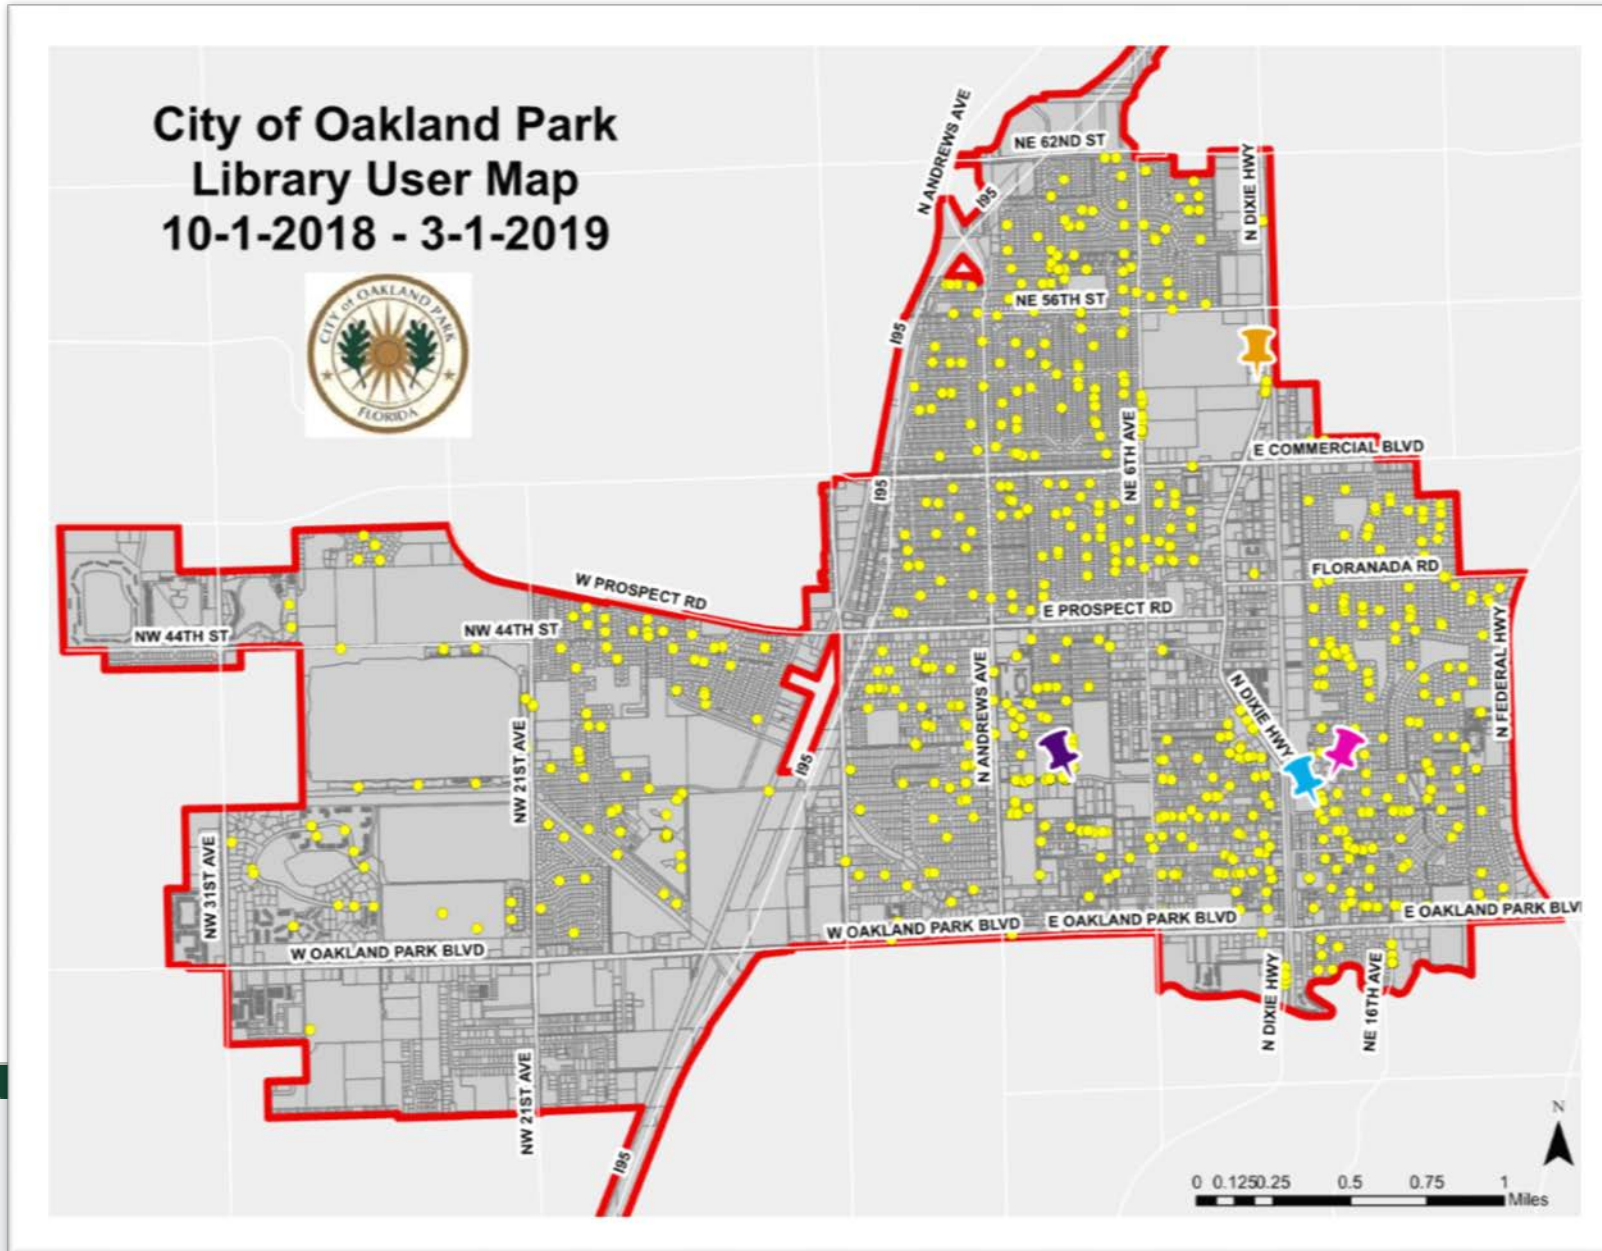 City of Oakland Park
Library User Map
10-1-2018 - 3-1-2019
CITY of OAKLAND PARK
FLORIDA
N ANDREWS AVE
NE 62ND ST
N DIXIE HWY
I95
NE 56TH ST
I95
NE 6TH AVE
E COMMERCIAL BLVD
I95
FLORANADA RD
W PROSPECT RD
E PROSPECT RD
NW 44TH ST
NW 44TH ST
N FEDERAL HWY
N ANDREWS AVE
N DIXIE HWY
NW 21ST AVE
I95
NW 31ST AVE
W OAKLAND PARK BLVD
W OAKLAND PARK BLVD
E OAKLAND PARK BLVD
E OAKLAND PARK BLV
N DIXIE HWY
NE 16TH AVE
NW 21ST AVE
I95
N
0 0.125 0.25 0.5 0.75 1
Miles